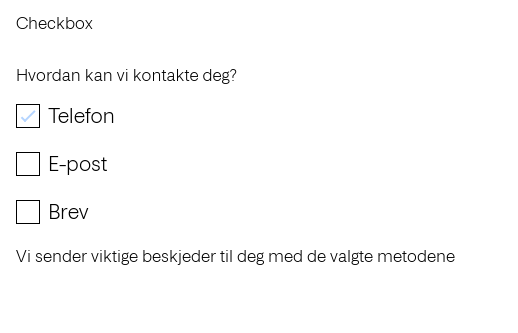 Checkbox
Hvordan kan vi kontakte deg?
Telefon
E-post
Brev
Vi sender viktige beskjeder til deg med de valgte metodene